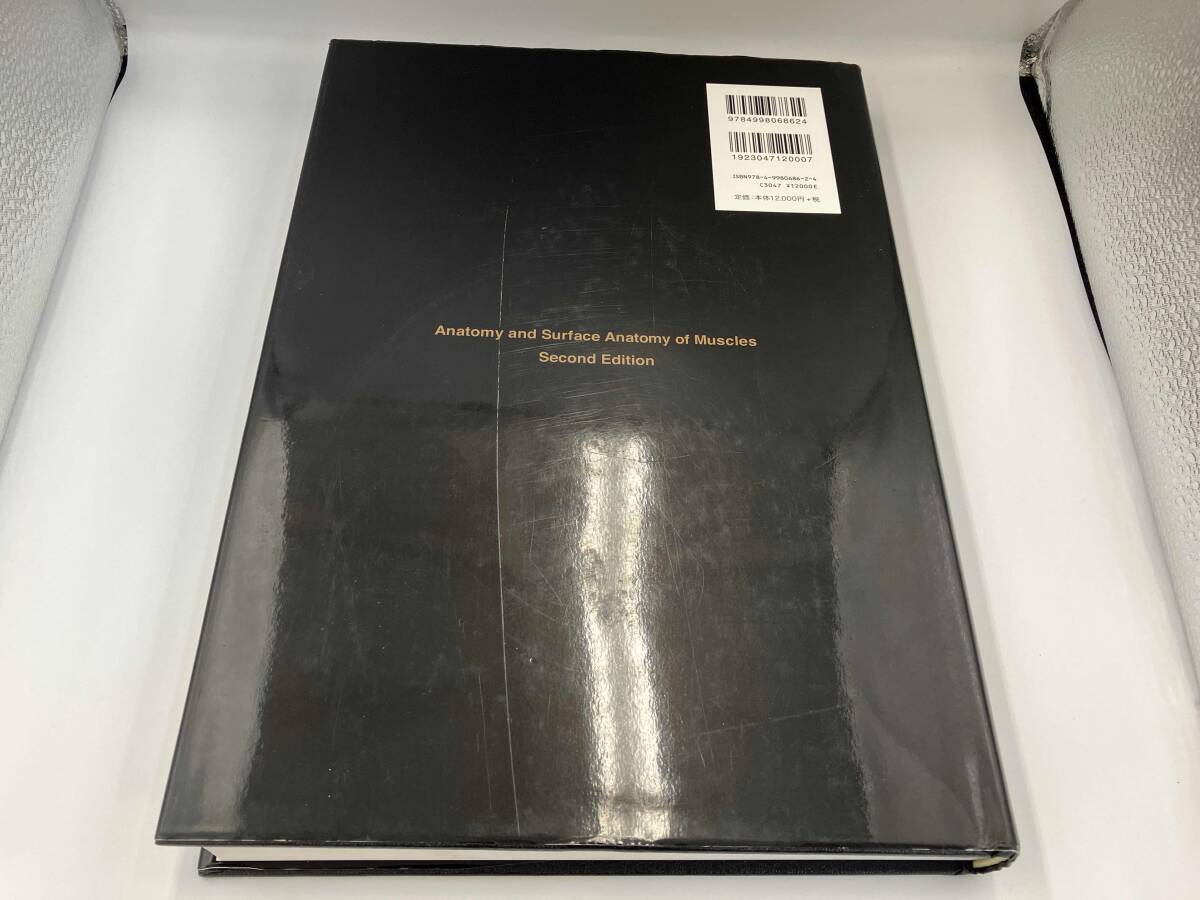 9784998068624
1923047120007
ISBN978-4-9980686-2-4
C3047 ¥12000E
定価:本体12,000円+税
Anatomy and Surface Anatomy of Muscles
Second Edition